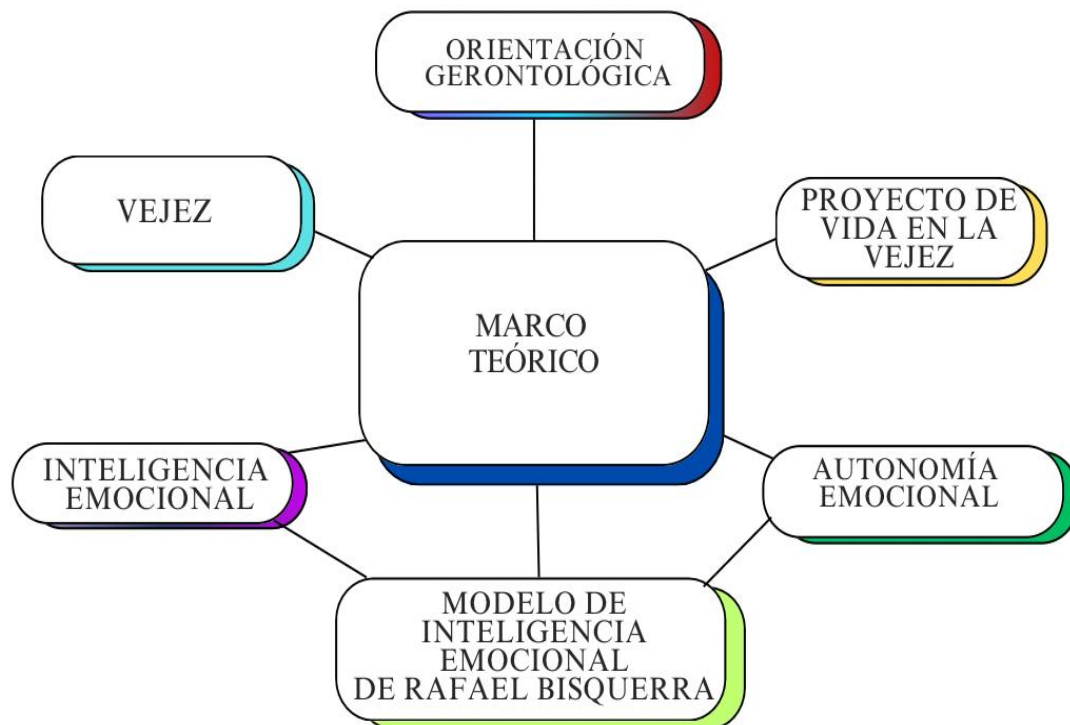 ORIENTACIÓN
GERONTOLÓGICA
VEJEZ
PROYECTO DE
VIDA EN LA
VEJEZ
MARCO
TEÓRICO
INTELIGENCIA
EMOCIONAL
AUTONOMÍA
EMOCIONAL
MODELO DE
INTELIGENCIA
EMOCIONAL
DE RAFAEL BISQUERRA